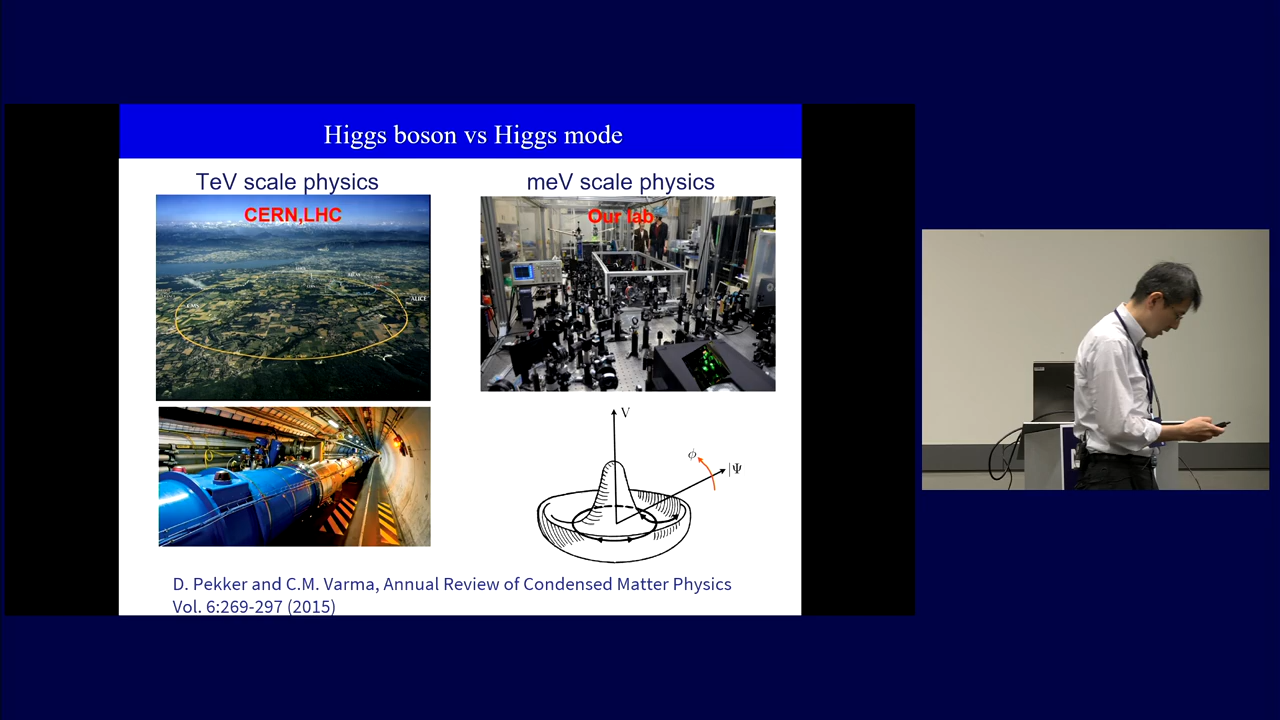 Higgs boson vs Higgs mode
TeV scale physics
meV scale physics
CERN,LHC
Our lab
CMS
ALICE
V
ϕ
|Ψ
D. Pekker and C.M. Varma, Annual Review of Condensed Matter Physics
Vol. 6:269-297 (2015)